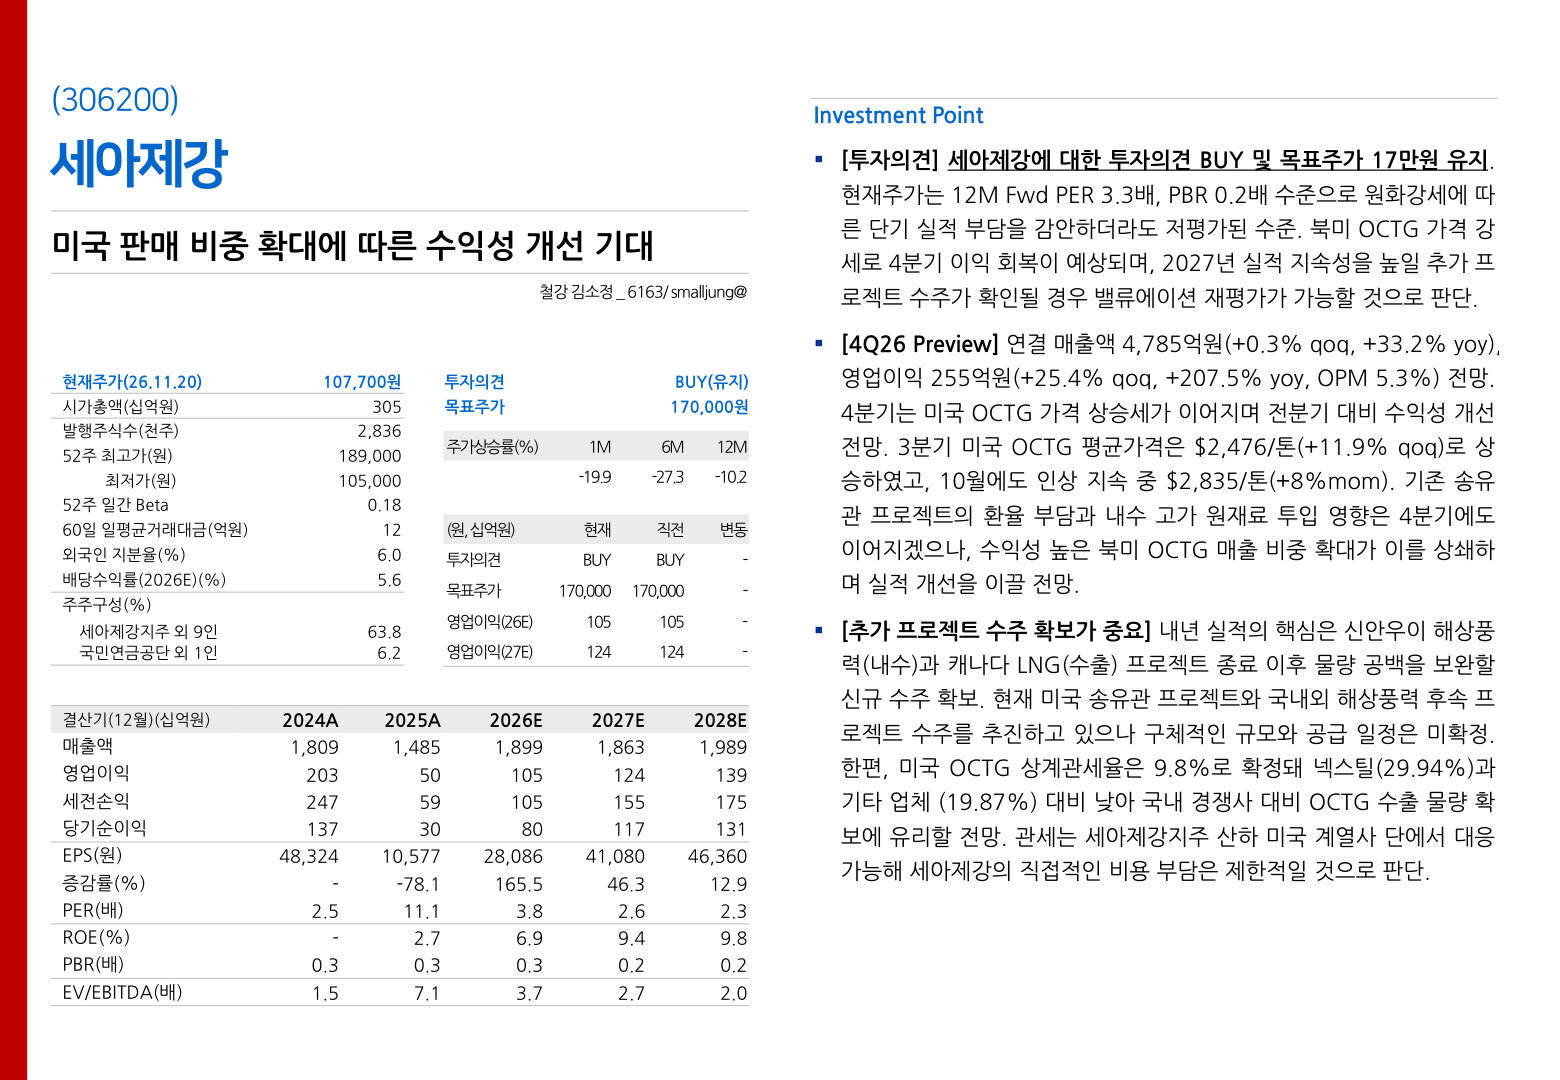 (306200)
세아제강
미국 판매 비중 확대에 따른 수익성 개선 기대
철강 김소정 _ 6163/ smalljung@
현재주가(26.11.20) 107,700원
시가총액(십억원) 305
발행주식수(천주) 2,836
52주 최고가(원) 189,000
최저가(원) 105,000
52주 일간 Beta 0.18
60일 일평균거래대금(억원) 12
외국인 지분율(%) 6.0
배당수익률(2026E)(%) 5.6
주주구성(%)
세아제강지주 외 9인 63.8
국민연금공단 외 1인 6.2
투자의견 BUY(유지)
목표주가 170,000원
주가상승률(%) 1M 6M 12M
-19.9 -27.3 -10.2
(원, 십억원) 현재 직전 변동
투자의견 BUY BUY -
목표주가 170,000 170,000 -
영업이익(26E) 105 105 -
영업이익(27E) 124 124 -
결산기(12월)(십억원) 2024A 2025A 2026E 2027E 2028E
매출액 1,809 1,485 1,899 1,863 1,989
영업이익 203 50 105 124 139
세전손익 247 59 105 155 175
당기순이익 137 30 80 117 131
EPS(원) 48,324 10,577 28,086 41,080 46,360
증감률(%) - -78.1 165.5 46.3 12.9
PER(배) 2.5 11.1 3.8 2.6 2.3
ROE(%) - 2.7 6.9 9.4 9.8
PBR(배) 0.3 0.3 0.3 0.2 0.2
EV/EBITDA(배) 1.5 7.1 3.7 2.7 2.0
Investment Point
▪ [투자의견] 세아제강에 대한 투자의견 BUY 및 목표주가 17만원 유지.
현재주가는 12M Fwd PER 3.3배, PBR 0.2배 수준으로 원화강세에 따
른 단기 실적 부담을 감안하더라도 저평가된 수준. 북미 OCTG 가격 강
세로 4분기 이익 회복이 예상되며, 2027년 실적 지속성을 높일 추가 프
로젝트 수주가 확인될 경우 밸류에이션 재평가가 가능할 것으로 판단.
▪ [4Q26 Preview] 연결 매출액 4,785억원(+0.3% qoq, +33.2% yoy),
영업이익 255억원(+25.4% qoq, +207.5% yoy, OPM 5.3%) 전망.
4분기는 미국 OCTG 가격 상승세가 이어지며 전분기 대비 수익성 개선
전망. 3분기 미국 OCTG 평균가격은 $2,476/톤(+11.9% qoq)로 상
승하였고, 10월에도 인상 지속 중 $2,835/톤(+8%mom). 기존 송유
관 프로젝트의 환율 부담과 내수 고가 원재료 투입 영향은 4분기에도
이어지겠으나, 수익성 높은 북미 OCTG 매출 비중 확대가 이를 상쇄하
며 실적 개선을 이끌 전망.
▪ [추가 프로젝트 수주 확보가 중요] 내년 실적의 핵심은 신안우이 해상풍
력(내수)과 캐나다 LNG(수출) 프로젝트 종료 이후 물량 공백을 보완할
신규 수주 확보. 현재 미국 송유관 프로젝트와 국내외 해상풍력 후속 프
로젝트 수주를 추진하고 있으나 구체적인 규모와 공급 일정은 미확정.
한편, 미국 OCTG 상계관세율은 9.8%로 확정돼 넥스틸(29.94%)과
기타 업체 (19.87%) 대비 낮아 국내 경쟁사 대비 OCTG 수출 물량 확
보에 유리할 전망. 관세는 세아제강지주 산하 미국 계열사 단에서 대응
가능해 세아제강의 직접적인 비용 부담은 제한적일 것으로 판단.